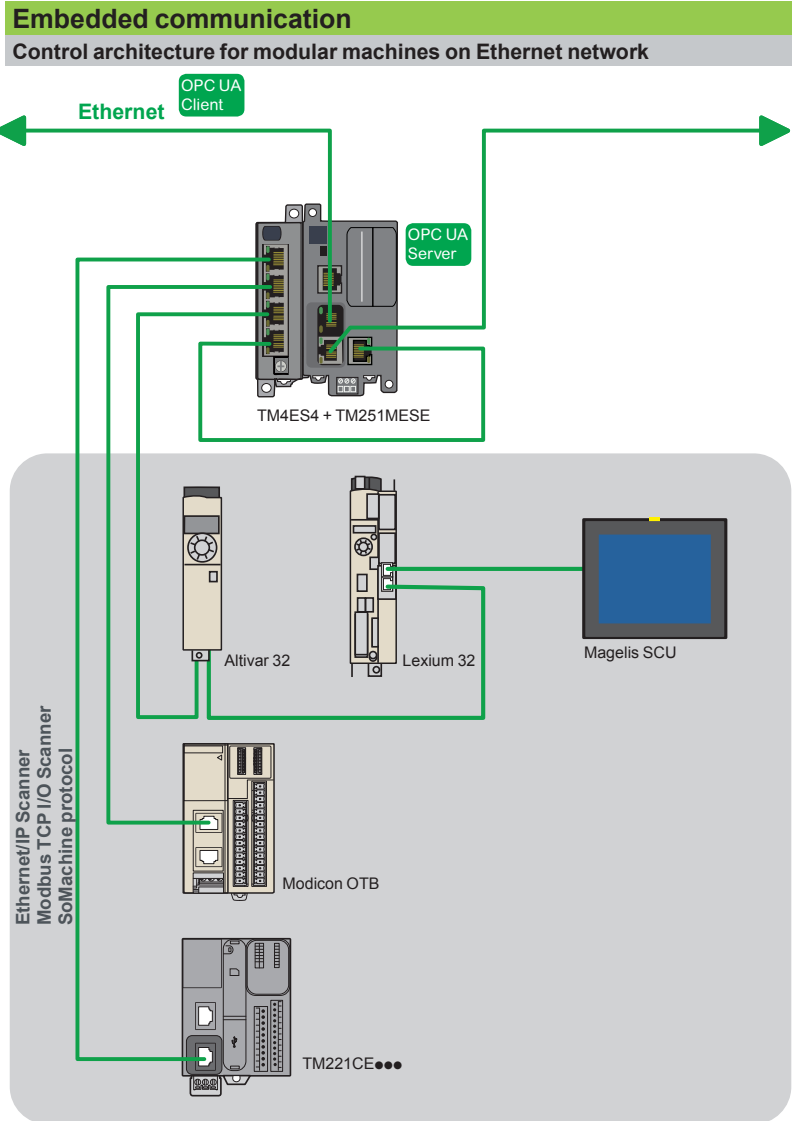 Embedded communication
Control architecture for modular machines on Ethernet network
OPC UA
Client
Ethernet
OPC UA
Server
TM4ES4 + TM251MESE
Altivar 32
Lexium 32
Magelis SCU
Ethernet/IP Scanner
Modbus TCP I/O Scanner
SoMachine protocol
Modicon OTB
TM221CE●●●